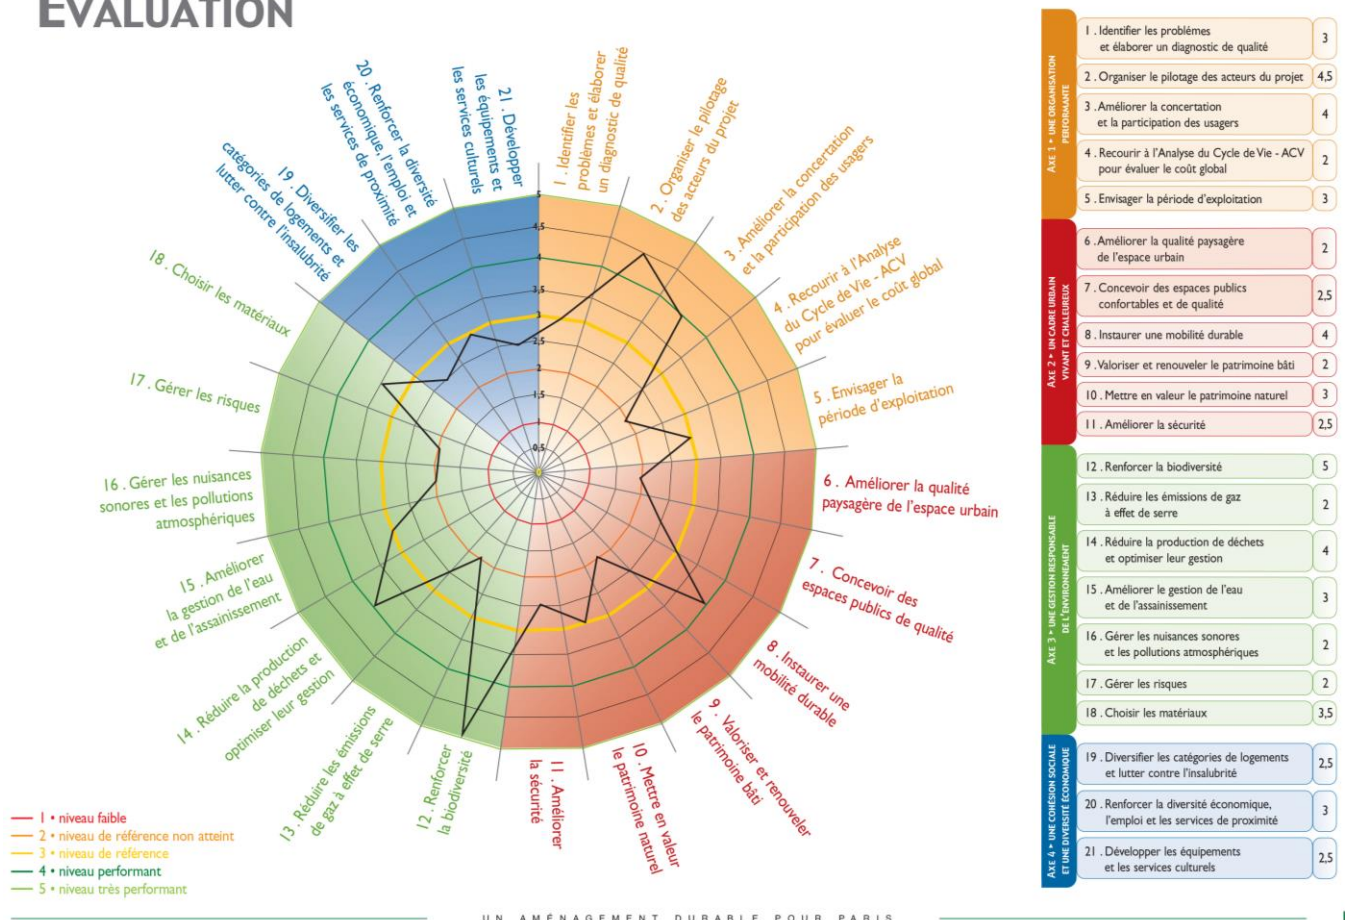 EVALUATION
1 . Identifier les
problèmes et élaborer
un diagnostic de qualité
2. Organiser le pilotage
des acteurs du projet
3 . Améliorer la concertation
et la participation des usagers
4 . Recourir à l'Analyse
du Cycle de Vie - ACV
pour évaluer le coût global
5 . Envisager la
période d'exploitation
6 . Améliorer la qualité
paysagère de l'espace urbain
7 . Concevoir des
espaces publics de qualité
8 . Instaurer une
mobilité durable
9 . Valoriser et renouveler
le patrimoine bâti
10 . Mettre en valeur
le patrimoine naturel
11 . Améliorer
la sécurité
12 . Renforcer
la biodiversité
13 . Réduire les émissions
de gaz à effet de serre
14 . Réduire la production
de déchets et
optimiser leur gestion
15 . Améliorer
la gestion de l'eau
et de l'assainissement
16 . Gérer les nuisances
sonores et les pollutions
atmosphériques
17 . Gérer les risques
18 . Choisir les matériaux
19 . Diversifier les
catégories de logements et
lutter contre l'insalubrité
20 . Renforcer la diversité
économique, l'emploi et
les services de proximité
21 . Développer
les équipements et
les services culturels
5
4,5
4
3,5
3
2,5
2
1,5
1
0,5
0
1 • niveau faible
2 • niveau de référence non atteint
3 • niveau de référence
4 • niveau performant
5 • niveau très performant
AXE 1 ▸ UNE ORGANISATION
PERFORMANTE
1 . Identifier les problèmes
et élaborer un diagnostic de qualité
3
2 . Organiser le pilotage des acteurs du projet 4,5
3 . Améliorer la concertation
et la participation des usagers
4
4 . Recourir à l'Analyse du Cycle de Vie - ACV
pour évaluer le coût global
2
5 . Envisager la période d'exploitation 3
AXE 2 ▸ UN CADRE URBAIN
VIVANT ET CHALEUREUX
6 . Améliorer la qualité paysagère
de l'espace urbain
2
7 . Concevoir des espaces publics
confortables et de qualité
2,5
8 . Instaurer une mobilité durable 4
9 . Valoriser et renouveler le patrimoine bâti 2
10 . Mettre en valeur le patrimoine naturel 3
11 . Améliorer la sécurité 2,5
AXE 3 ▸ UNE GESTION RESPONSABLE
DE L'ENVIRONNEMENT
12 . Renforcer la biodiversité 5
13 . Réduire les émissions de gaz
à effet de serre
2
14 . Réduire la production de déchets
et optimiser leur gestion
4
15 . Améliorer le gestion de l'eau
et de l'assainissement
3
16 . Gérer les nuisances sonores
et les pollutions atmosphériques
2
17 . Gérer les risques 2
18 . Choisir les matériaux 3,5
AXE 4 ▸ UNE COHÉSION SOCIALE
ET UNE DIVERSITÉ ÉCONOMIQUE
19 . Diversifier les catégories de logements
et lutter contre l'insalubrité
2,5
20 . Renforcer la diversité économique,
l'emploi et les services de proximité
3
21 . Développer les équipements
et les services culturels
2,5
UN AMÉNAGEMENT DURABLE POUR PARIS